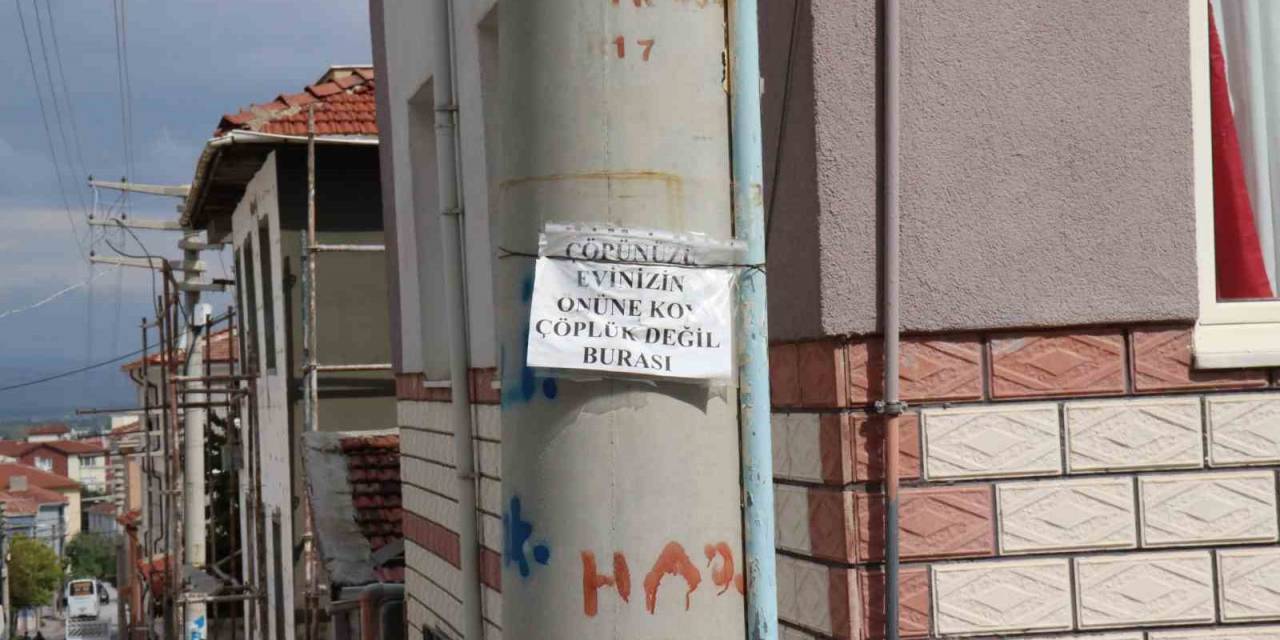 17
ÇÖPÜNÜZÜ
EVİNİZİN
ÖNÜNE KOY
ÇÖPLÜK DEĞİL
BURASI